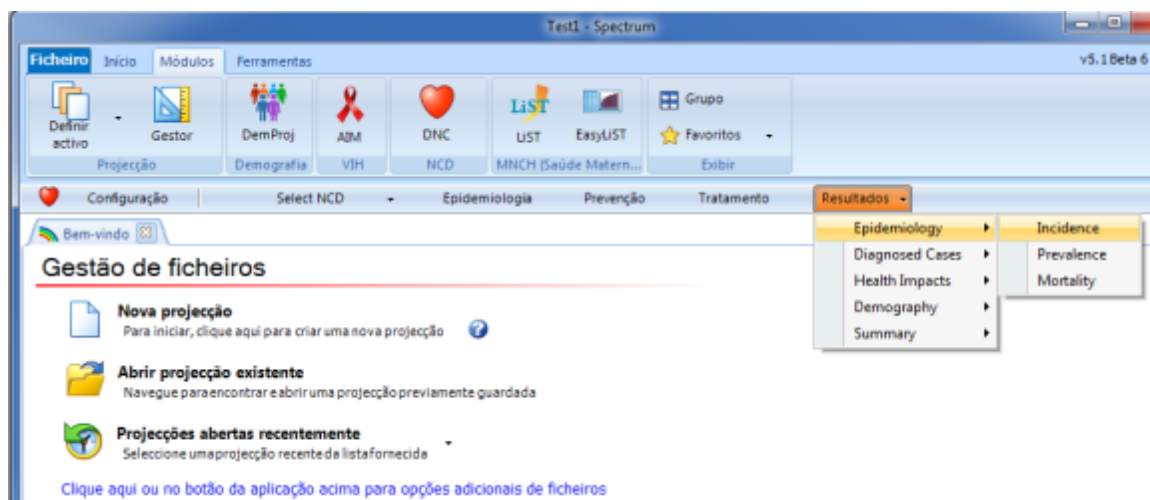 Test1 - Spectrum
Ficheiro Início Módulos Ferramentas v5.1 Beta 6
Definir activo
Gestor
DemProj
AIM
DNC
LiST
LiST
EasyLiST
Grupo
Favoritos
Projecção Demografia VIH NCD MNCH (Saúde Matern... Exibir
Configuração Select NCD Epidemiologia Prevenção Tratamento Resultados
Bem-vindo
Epidemiology
Diagnosed Cases
Health Impacts
Demography
Summary
Incidence
Prevalence
Mortality
Gestão de ficheiros
Nova projecção
Para iniciar, clique aqui para criar uma nova projecção
Abrir projecção existente
Navegue para encontrar e abrir uma projecção previamente guardada
Projecções abertas recentemente
Seleccione uma projecção recente da lista fornecida
Clique aqui ou no botão da aplicação acima para opções adicionais de ficheiros